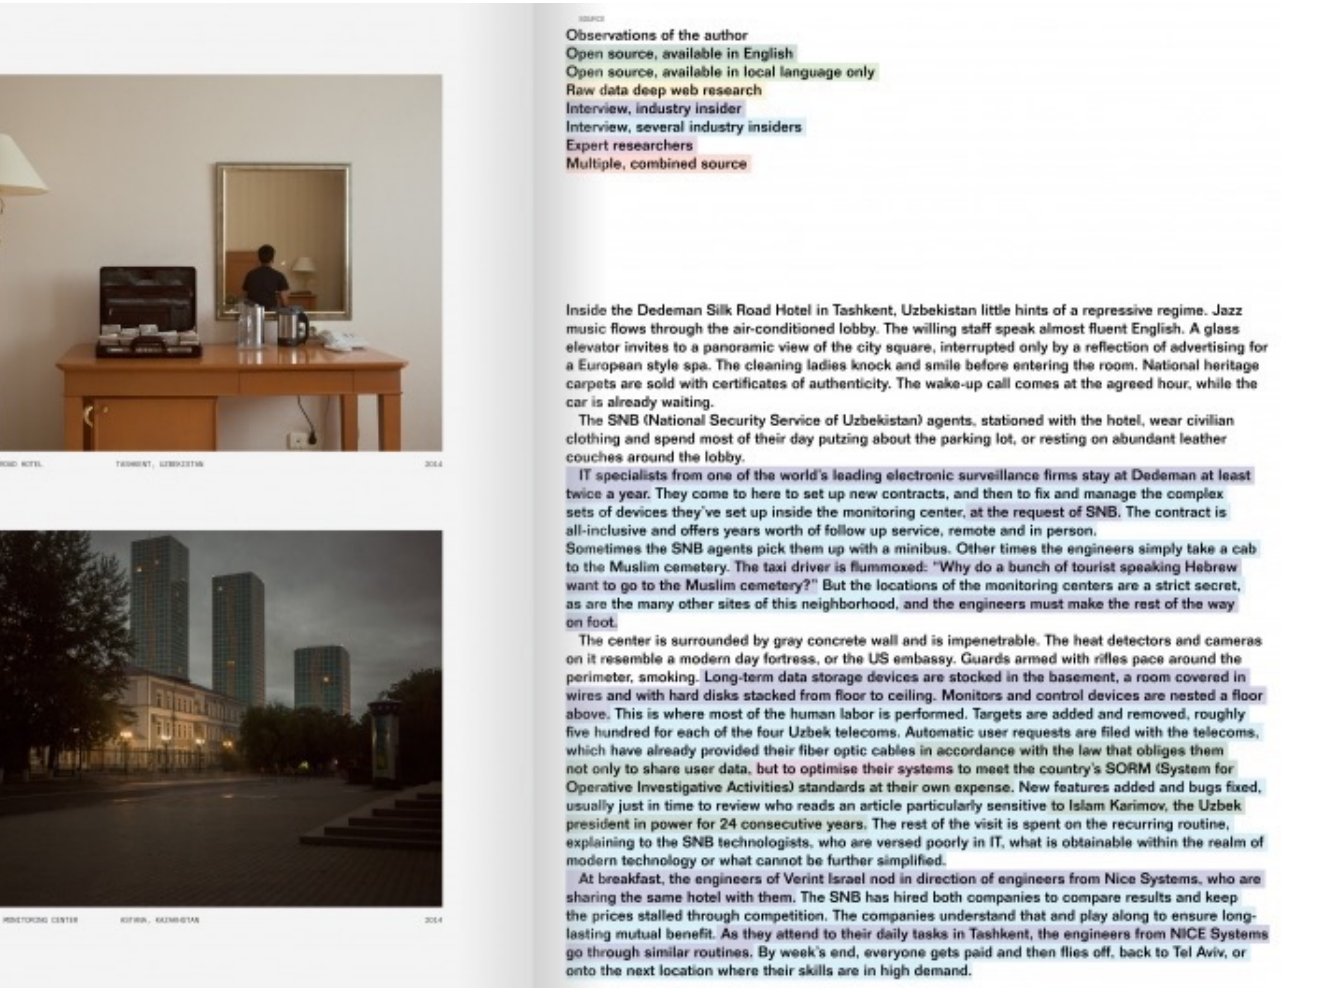 ROAD HOTEL
TASHKENT, UZBEKISTAN
2014
MONITORING CENTER
ASTANA, KAZAKHSTAN
2014
SOURCE
Observations of the author
Open source, available in English
Open source, available in local language only
Raw data deep web research
Interview, industry insider
Interview, several industry insiders
Expert researchers
Multiple, combined source
Inside the Dedeman Silk Road Hotel in Tashkent, Uzbekistan little hints of a repressive regime. Jazz
music flows through the air-conditioned lobby. The willing staff speak almost fluent English. A glass
elevator invites to a panoramic view of the city square, interrupted only by a reflection of advertising for
a European style spa. The cleaning ladies knock and smile before entering the room. National heritage
carpets are sold with certificates of authenticity. The wake-up call comes at the agreed hour, while the
car is already waiting.
The SNB (National Security Service of Uzbekistan) agents, stationed with the hotel, wear civilian
clothing and spend most of their day putzing about the parking lot, or resting on abundant leather
couches around the lobby.
IT specialists from one of the world's leading electronic surveillance firms stay at Dedeman at least
twice a year. They come to here to set up new contracts, and then to fix and manage the complex
sets of devices they've set up inside the monitoring center, at the request of SNB. The contract is
all-inclusive and offers years worth of follow up service, remote and in person.
Sometimes the SNB agents pick them up with a minibus. Other times the engineers simply take a cab
to the Muslim cemetery. The taxi driver is flummoxed: "Why do a bunch of tourist speaking Hebrew
want to go to the Muslim cemetery?" But the locations of the monitoring centers are a strict secret,
as are the many other sites of this neighborhood, and the engineers must make the rest of the way
on foot.
The center is surrounded by gray concrete wall and is impenetrable. The heat detectors and cameras
on it resemble a modern day fortress, or the US embassy. Guards armed with rifles pace around the
perimeter, smoking. Long-term data storage devices are stocked in the basement, a room covered in
wires and with hard disks stacked from floor to ceiling. Monitors and control devices are nested a floor
above. This is where most of the human labor is performed. Targets are added and removed, roughly
five hundred for each of the four Uzbek telecoms. Automatic user requests are filed with the telecoms,
which have already provided their fiber optic cables in accordance with the law that obliges them
not only to share user data, but to optimise their systems to meet the country's SORM (System for
Operative Investigative Activities) standards at their own expense. New features added and bugs fixed,
usually just in time to review who reads an article particularly sensitive to Islam Karimov, the Uzbek
president in power for 24 consecutive years. The rest of the visit is spent on the recurring routine,
explaining to the SNB technologists, who are versed poorly in IT, what is obtainable within the realm of
modern technology or what cannot be further simplified.
At breakfast, the engineers of Verint Israel nod in direction of engineers from Nice Systems, who are
sharing the same hotel with them. The SNB has hired both companies to compare results and keep
the prices stalled through competition. The companies understand that and play along to ensure long-
lasting mutual benefit. As they attend to their daily tasks in Tashkent, the engineers from NICE Systems
go through similar routines. By week's end, everyone gets paid and then flies off, back to Tel Aviv, or
onto the next location where their skills are in high demand.